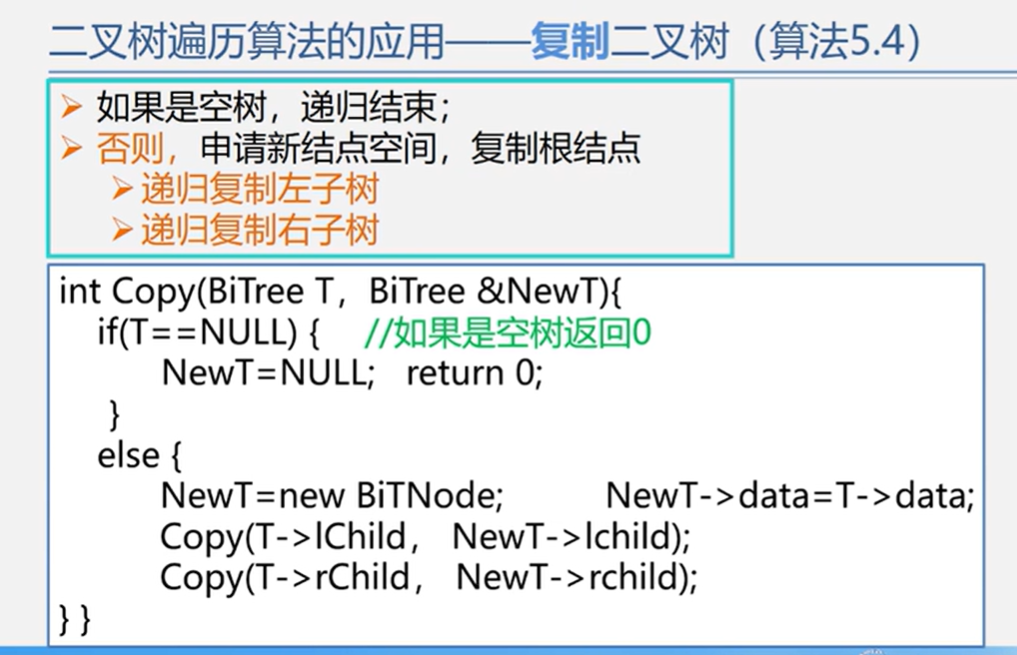 二叉树遍历算法的应用——复制二叉树（算法5.4）
➢ 如果是空树，递归结束；
➢ 否则，申请新结点空间，复制根结点
➢递归复制左子树
➢递归复制右子树
int Copy(BiTree T，BiTree &NewT){
if(T==NULL) { //如果是空树返回0
NewT=NULL; return 0;
}
else {
NewT=new BiTNode; NewT->data=T->data;
Copy(T->lChild， NewT->lchild);
Copy(T->rChild， NewT->rchild);
} }